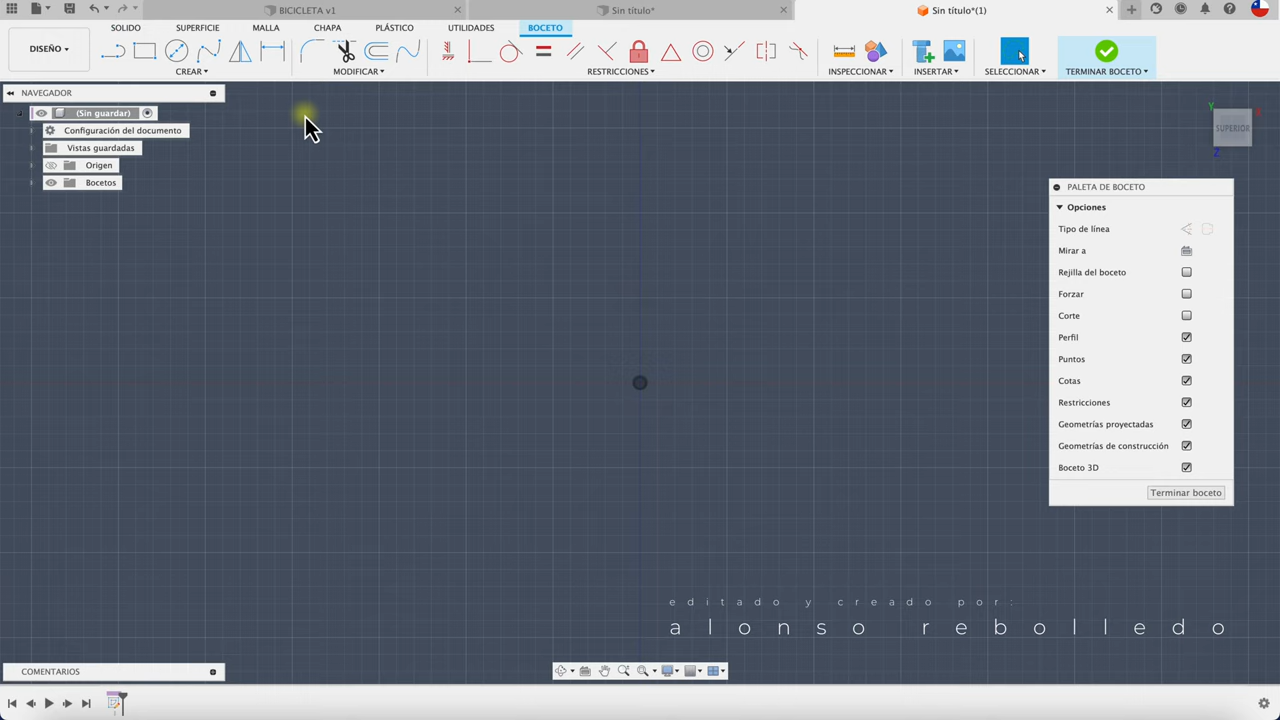 BICICLETA v1
Sin título*
Sin título*(1)
SOLIDO
SUPERFICIE
MALLA
CHAPA
PLÁSTICO
UTILIDADES
BOCETO
DISEÑO
CREAR
MODIFICAR
RESTRICCIONES
INSPECCIONAR
INSERTAR
SELECCIONAR
TERMINAR BOCETO
NAVEGADOR
(Sin guardar)
Configuración del documento
Vistas guardadas
Origen
Bocetos
Y
SUPERIOR
X
Z
PALETA DE BOCETO
Opciones
Tipo de línea
Mirar a
Rejilla del boceto
Forzar
Corte
Perfil
Puntos
Cotas
Restricciones
Geometrías proyectadas
Geometrías de construcción
Boceto 3D
Terminar boceto
editado y creado por:
alonso rebolledo
COMENTARIOS